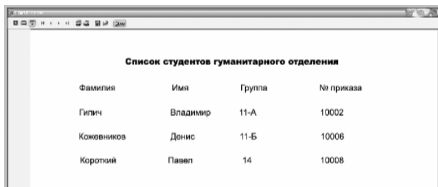 Список студентов гуманитарного отделения
Фамилия Имя Группа № приказа
Гипич Владимир 11-А 10002
Кожевников Денис 11-Б 10006
Короткий Павел 14 10008